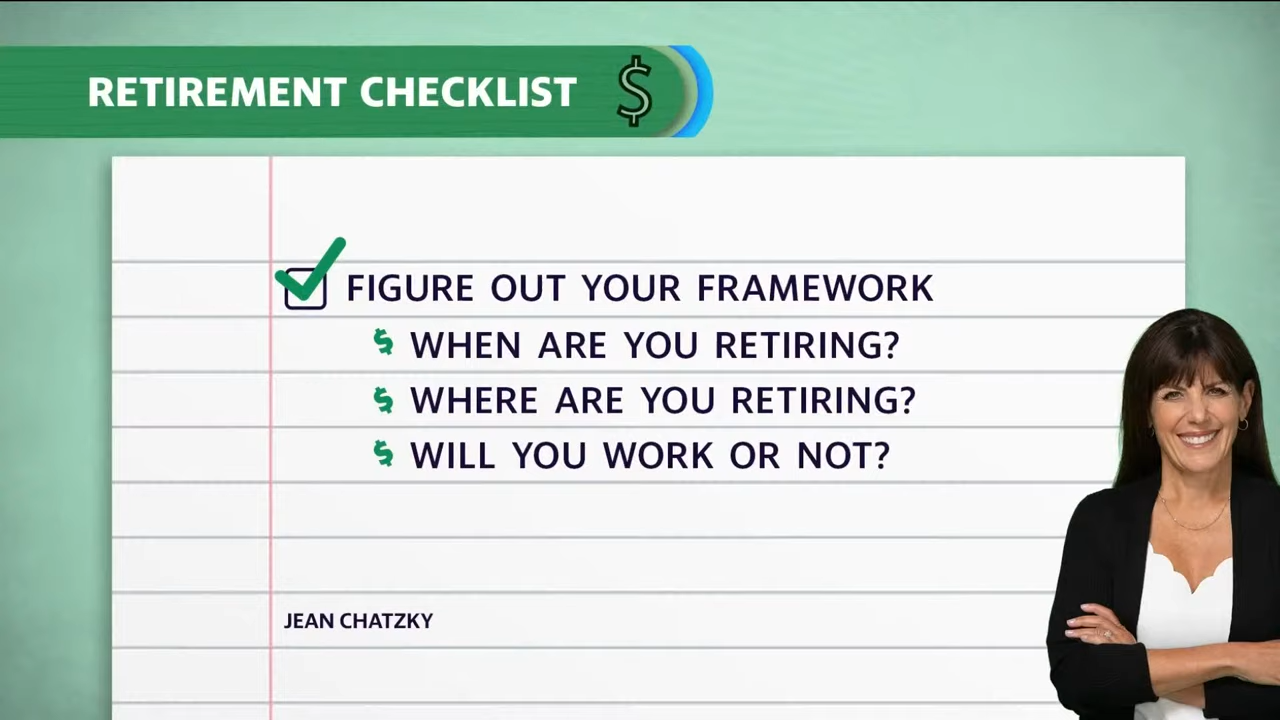 RETIREMENT CHECKLIST $
FIGURE OUT YOUR FRAMEWORK
$ WHEN ARE YOU RETIRING?
$ WHERE ARE YOU RETIRING?
$ WILL YOU WORK OR NOT?
JEAN CHATZKY